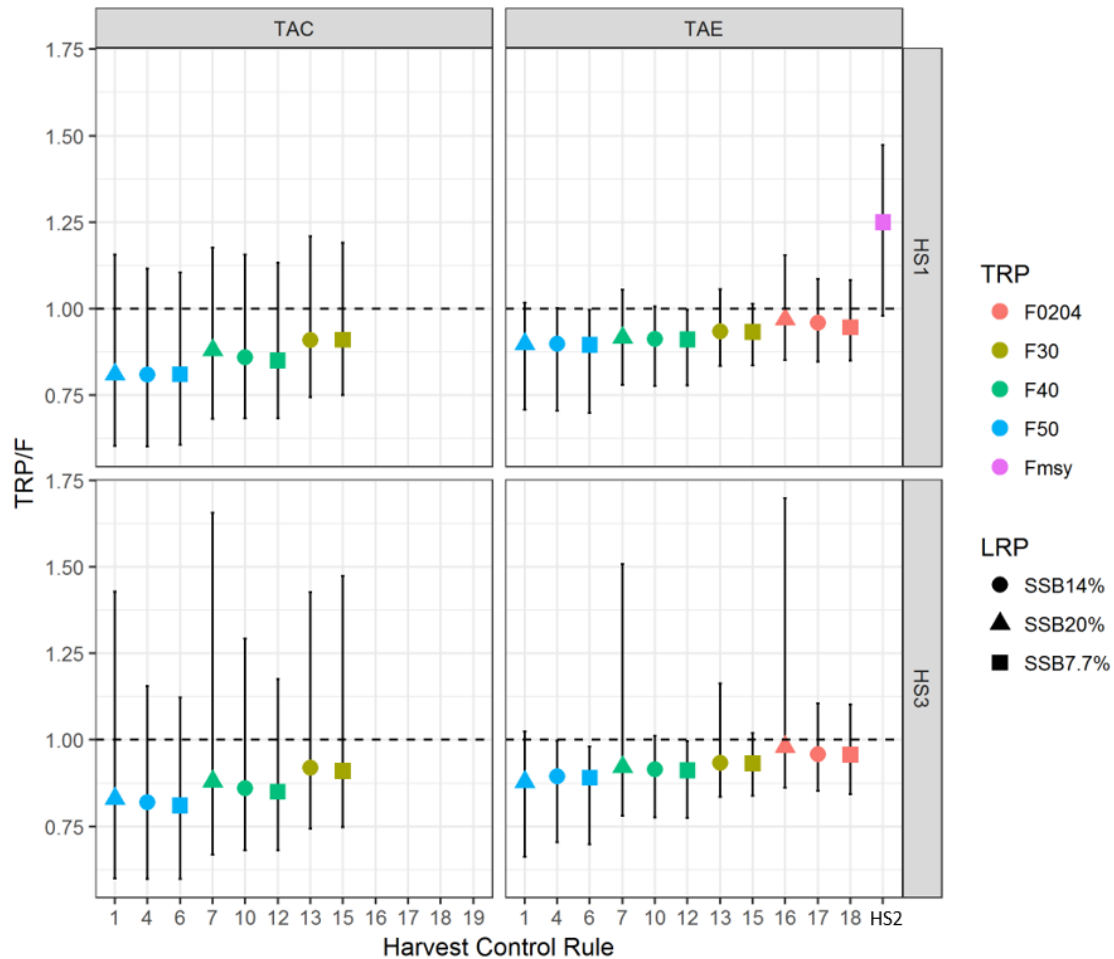 TAC TAE
1.75
1.50
1.25
1.00
0.75
HS1
1.75
1.50
1.25
1.00
0.75
HS3
TRP/F
1 4 6 7 10 12 13 15 16 17 18 19
1 4 6 7 10 12 13 15 16 17 18 HS2
Harvest Control Rule
TRP
F0204
F30
F40
F50
Fmsy
LRP
SSB14%
SSB20%
SSB7.7%